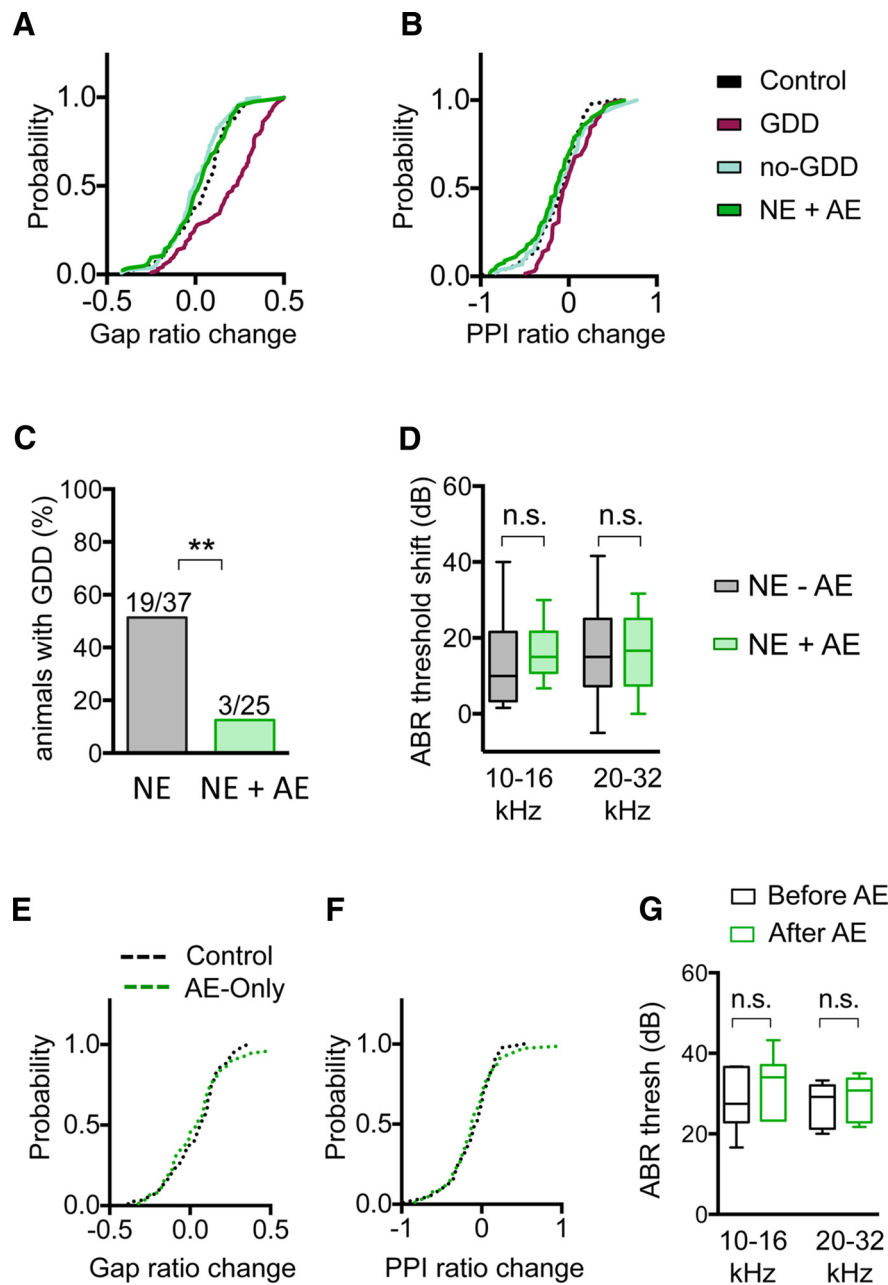 A
Probability
1.0
0.5
0.0
-0.5
0.0
0.5
Gap ratio change
B
Probability
1.0
0.5
0.0
-1
0
1
PPI ratio change
Control
GDD
no-GDD
NE + AE
C
animals with GDD (%)
100
80
60
40
20
0
19/37
**
3/25
NE
NE + AE
D
ABR threshold shift (dB)
60
40
20
0
n.s.
n.s.
10-16
kHz
20-32
kHz
NE - AE
NE + AE
E
Control
AE-Only
Probability
1.0
0.5
0.0
-0.5
0.0
0.5
Gap ratio change
F
Probability
1.0
0.5
0.0
-1
0
1
PPI ratio change
G
Before AE
After AE
ABR thresh (dB)
60
40
20
0
n.s.
n.s.
10-16
kHz
20-32
kHz